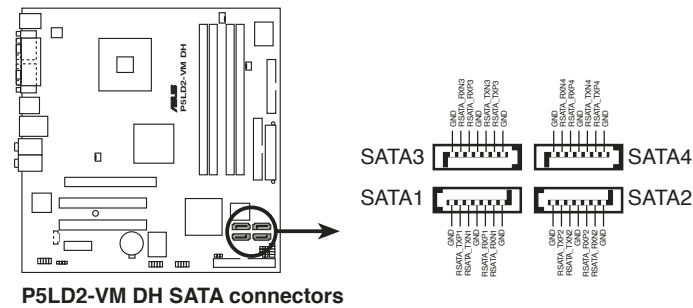 ASUS
P5LD2-VM DH
GND
RSATA_RXN3
RSATA_RXP3
GND
RSATA_TXN3
RSATA_TXP3
GND
GND
RSATA_RXN4
RSATA_RXP4
GND
RSATA_TXN4
RSATA_TXP4
GND
SATA3
SATA4
SATA1
SATA2
GND
RSATA_TXP1
RSATA_TXN1
GND
RSATA_RXP1
RSATA_RXN1
GND
GND
RSATA_TXP2
RSATA_TXN2
GND
RSATA_RXP2
RSATA_RXN2
GND
P5LD2-VM DH SATA connectors